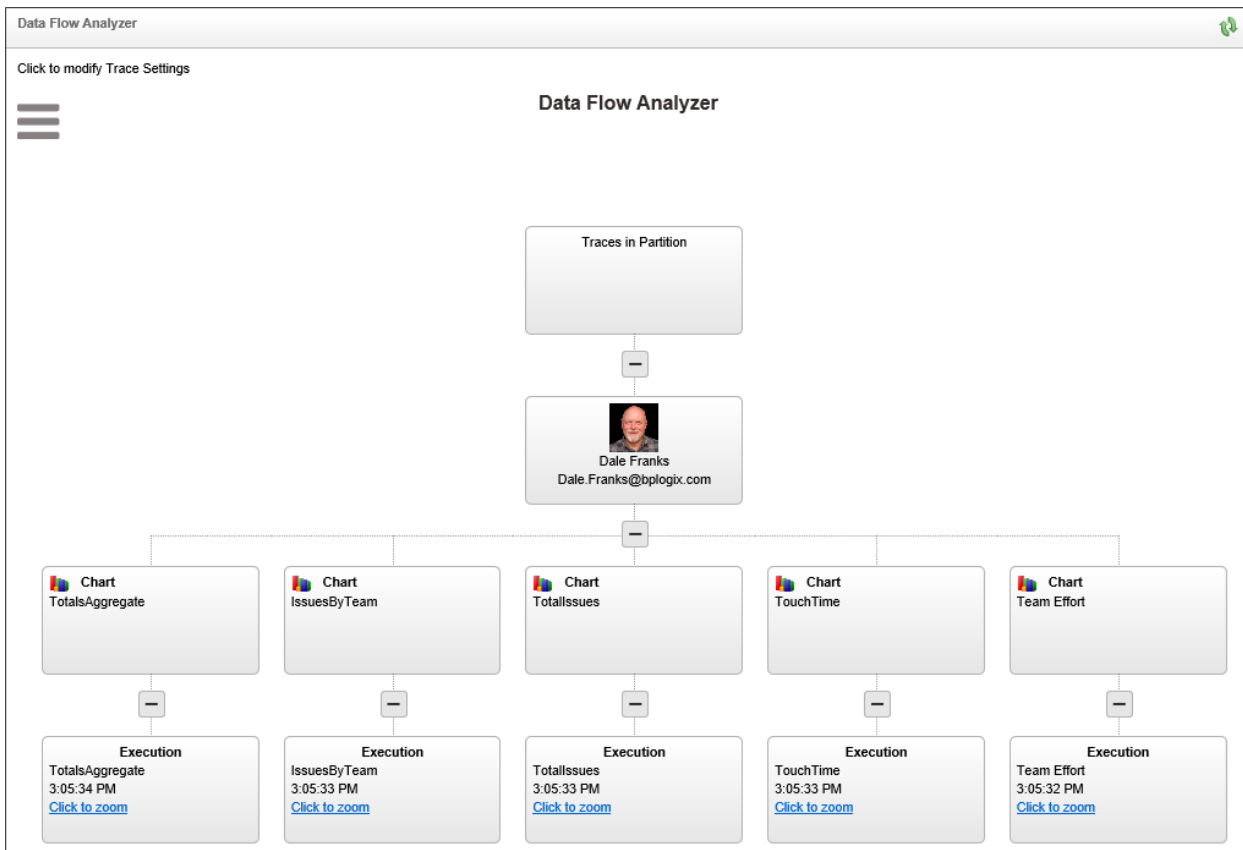 Data Flow Analyzer
Click to modify Trace Settings
Data Flow Analyzer
Traces in Partition
Dale Franks
Dale.Franks@bplogix.com
Chart
TotalsAggregate
Chart
IssuesByTeam
Chart
TotalIssues
Chart
TouchTime
Chart
Team Effort
Execution
TotalsAggregate
3:05:34 PM
Click to zoom
Execution
IssuesByTeam
3:05:33 PM
Click to zoom
Execution
TotalIssues
3:05:33 PM
Click to zoom
Execution
TouchTime
3:05:33 PM
Click to zoom
Execution
Team Effort
3:05:32 PM
Click to zoom